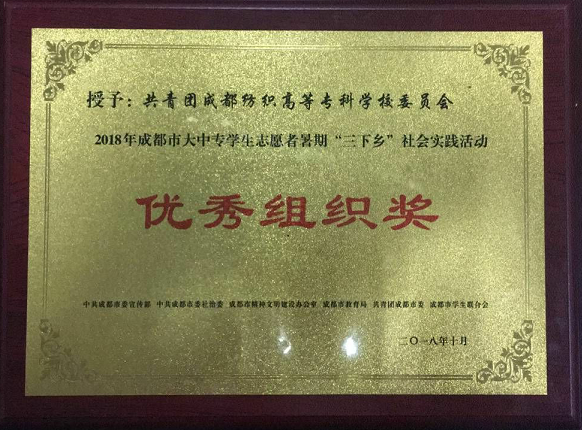 授予：共青团成都纺织高等专科学校委员会
2018年成都市大中专学生志愿者暑期“三下乡”社会实践活动
优秀组织奖
中共成都市委宣传部 中共成都市委社治委 成都市精神文明建设办公室 成都市教育局 共青团成都市委 成都市学生联合会
二〇一八年十月